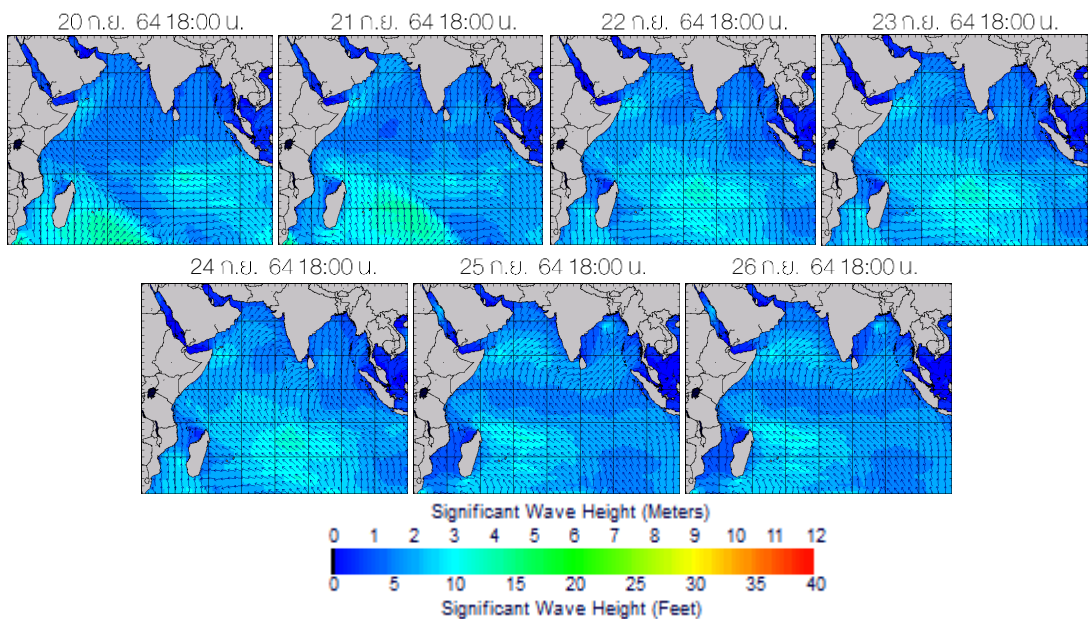 20 ก.ย. 64 18:00 น.
21 ก.ย. 64 18:00 น.
22 ก.ย. 64 18:00 น.
23 ก.ย. 64 18:00 น.
24 ก.ย. 64 18:00 น.
25 ก.ย. 64 18:00 น.
26 ก.ย. 64 18:00 น.
Significant Wave Height (Meters)
0 1 2 3 4 5 6 7 8 9 10 11 12
0 5 10 15 20 25 30 35 40
Significant Wave Height (Feet)